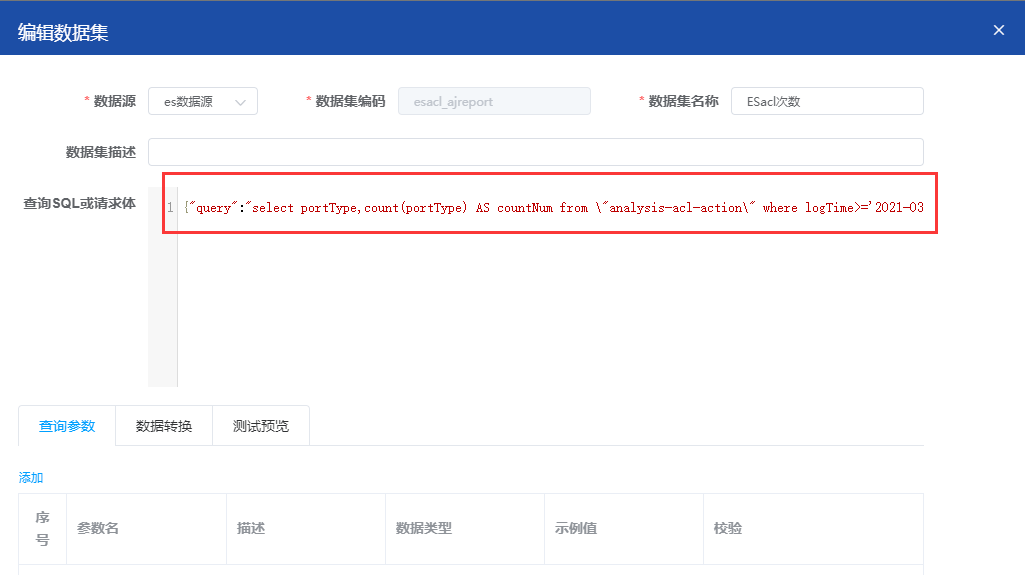 编辑数据集 ×
* 数据源 es数据源 * 数据集编码 esacl_ajreport * 数据集名称 ESacl次数
数据集描述
查询SQL或请求体
1 {"query":"select portType,count(portType) AS countNum from \"analysis-acl-action\" where logTime>='2021-03
查询参数 数据转换 测试预览
添加
序号 参数名 描述 数据类型 示例值 校验